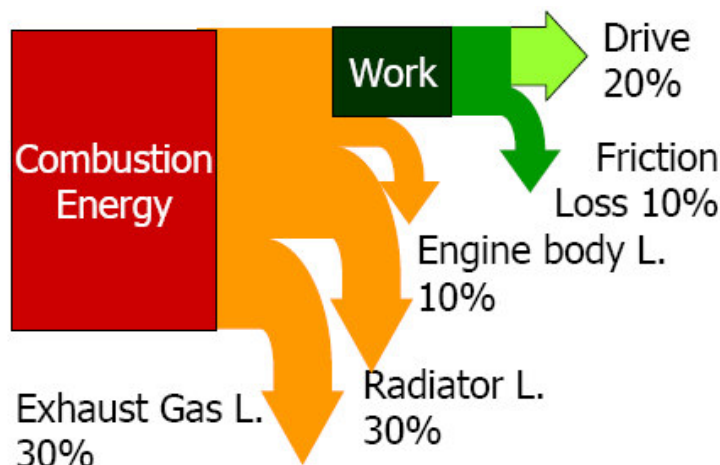 Combustion
Energy
Work
Drive
20%
Friction
Loss 10%
Engine body L.
10%
Radiator L.
30%
Exhaust Gas L.
30%